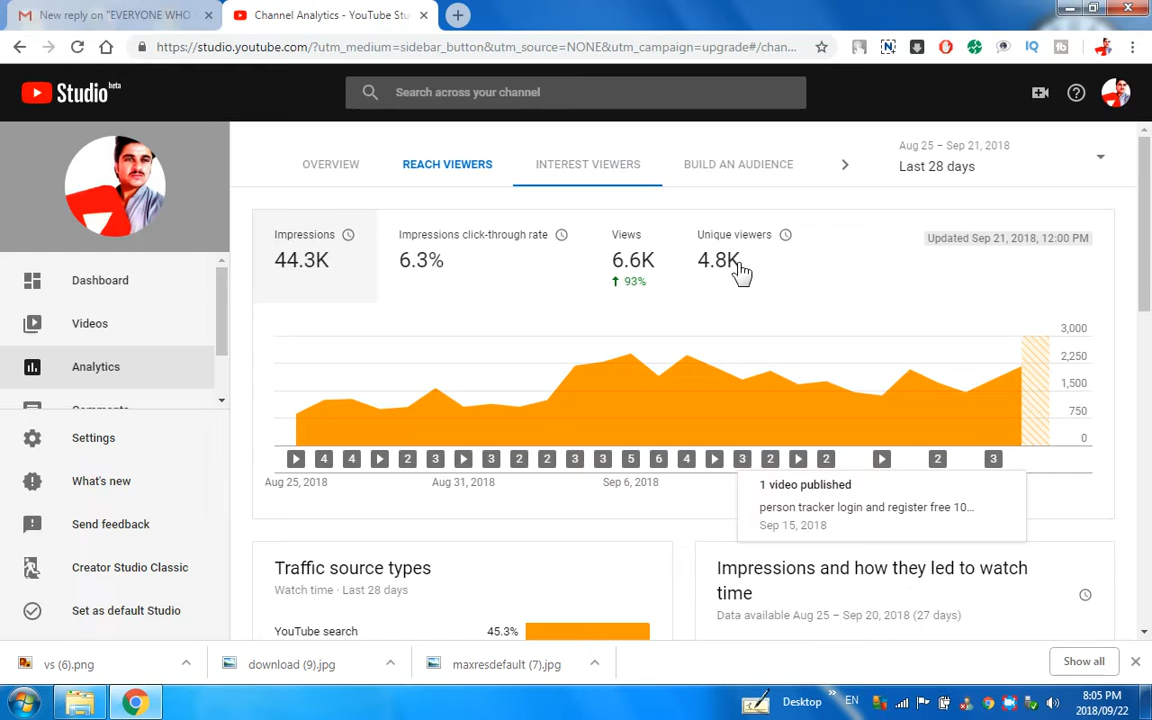 New reply on "EVERYONE WHO
Channel Analytics - YouTube Stu
https://studio.youtube.com/?utm_medium=sidebar_button&utm_source=NONE&utm_campaign=upgrade#/chan...
Studio beta
Search across your channel
OVERVIEW
REACH VIEWERS
INTEREST VIEWERS
BUILD AN AUDIENCE
Aug 25 – Sep 21, 2018
Last 28 days
Impressions
44.3K
Impressions click-through rate
6.3%
Views
6.6K
93%
Unique viewers
4.8K
Updated Sep 21, 2018, 12:00 PM
Dashboard
Videos
Analytics
Comments
Settings
What's new
Send feedback
Creator Studio Classic
Set as default Studio
3,000
2,250
1,500
750
0
4 4 2 3 3 2 2 3 3 5 6 4 3 2 2 2 3
Aug 25, 2018
Aug 31, 2018
Sep 6, 2018
1 video published
person tracker login and register free 10...
Sep 15, 2018
Traffic source types
Watch time · Last 28 days
YouTube search
45.3%
Impressions and how they led to watch
time
Data available Aug 25 – Sep 20, 2018 (27 days)
vs (6).png
download (9).jpg
maxresdefault (7).jpg
Show all
Desktop
EN
8:05 PM
2018/09/22